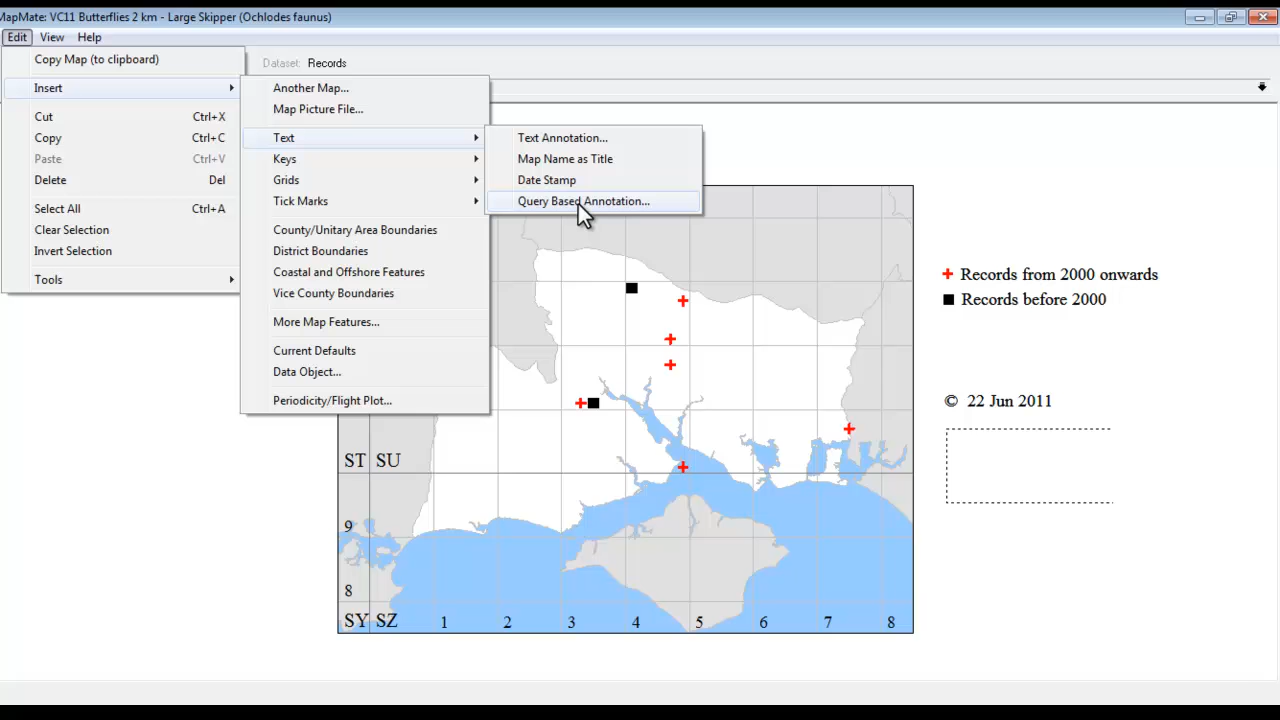 MapMate: VC11 Butterflies 2 km - Large Skipper (Ochlodes faunus)
Edit View Help
Copy Map (to clipboard)
Insert
Cut Ctrl+X
Copy Ctrl+C
Paste Ctrl+V
Delete Del
Select All Ctrl+A
Clear Selection
Invert Selection
Tools
Dataset: Records
Another Map...
Map Picture File...
Text
Keys
Grids
Tick Marks
County/Unitary Area Boundaries
District Boundaries
Coastal and Offshore Features
Vice County Boundaries
More Map Features...
Current Defaults
Data Object...
Periodicity/Flight Plot...
Text Annotation...
Map Name as Title
Date Stamp
Query Based Annotation...
Records from 2000 onwards
Records before 2000
© 22 Jun 2011
ST SU
9
8
SY SZ 1 2 3 4 5 6 7 8